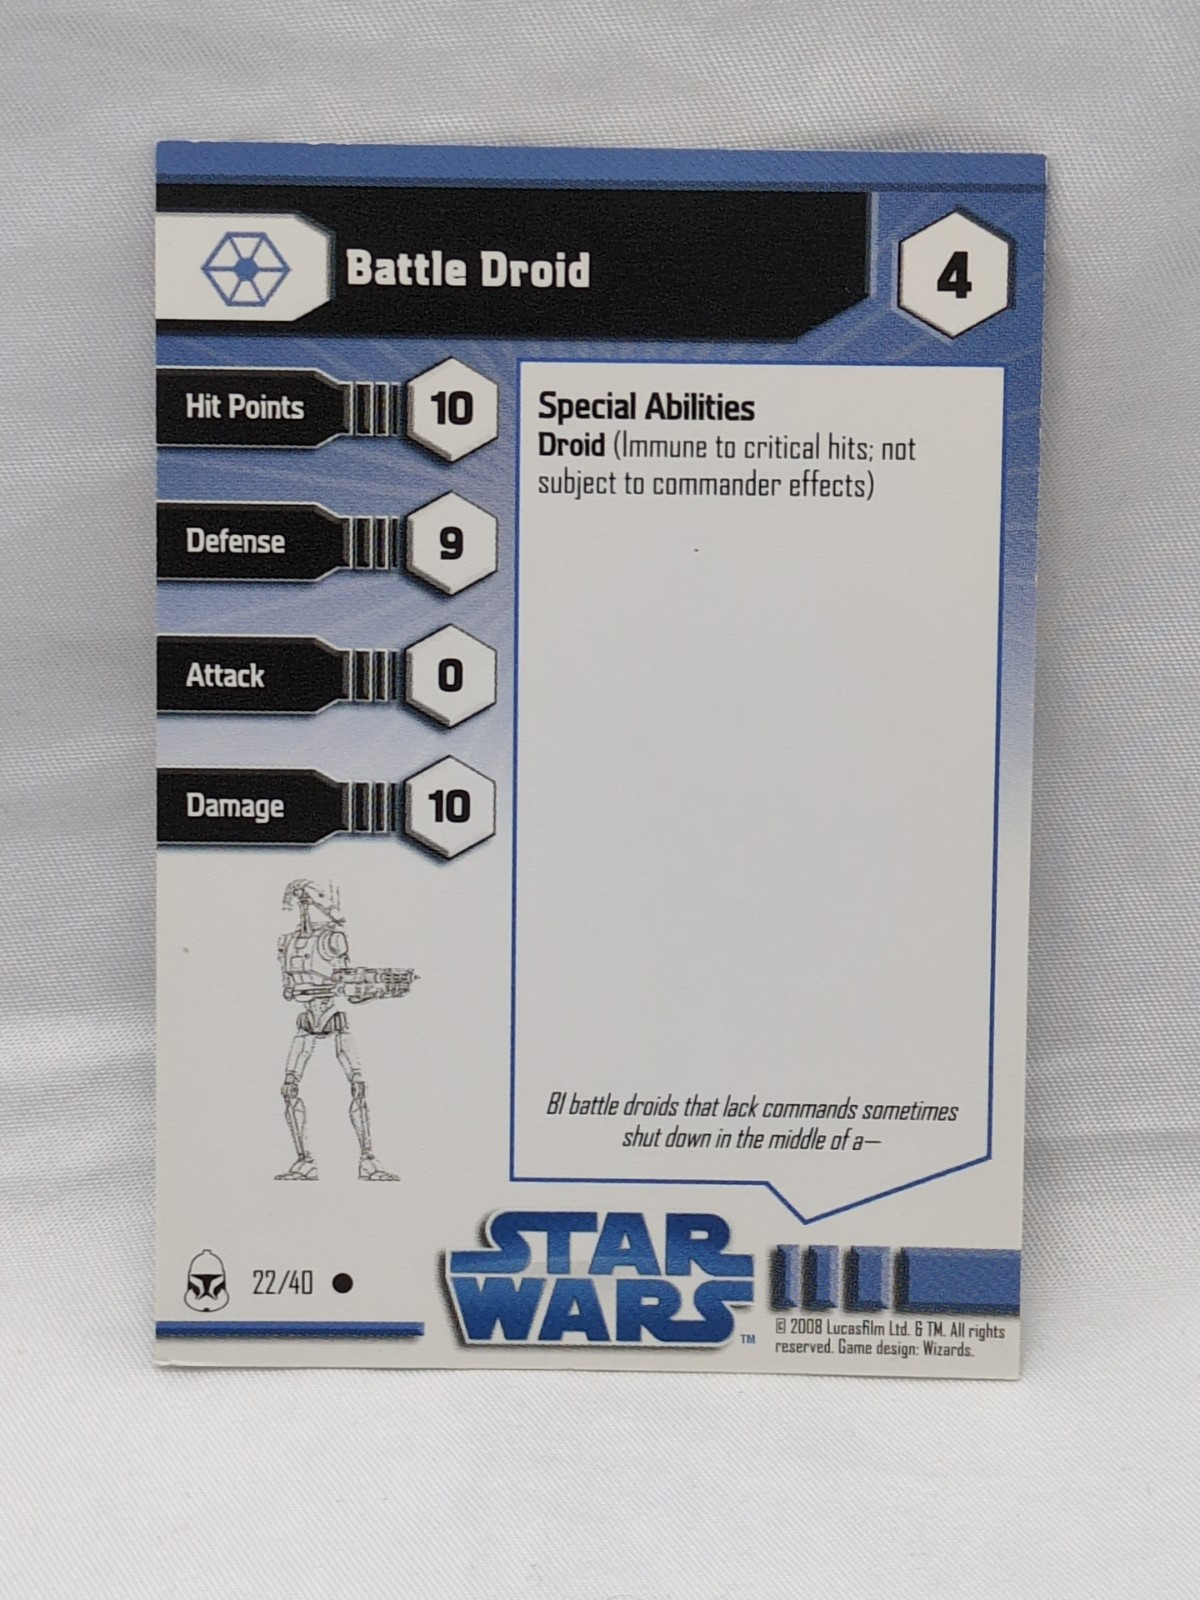 Battle Droid
4
Hit Points 10
Defense 9
Attack 0
Damage 10
Special Abilities
Droid (Immune to critical hits; not
subject to commander effects)
B1 battle droids that lack commands sometimes
shut down in the middle of a—
22/40
STAR
WARS™
© 2008 Lucasfilm Ltd. & TM. All rights
reserved. Game design: Wizards.